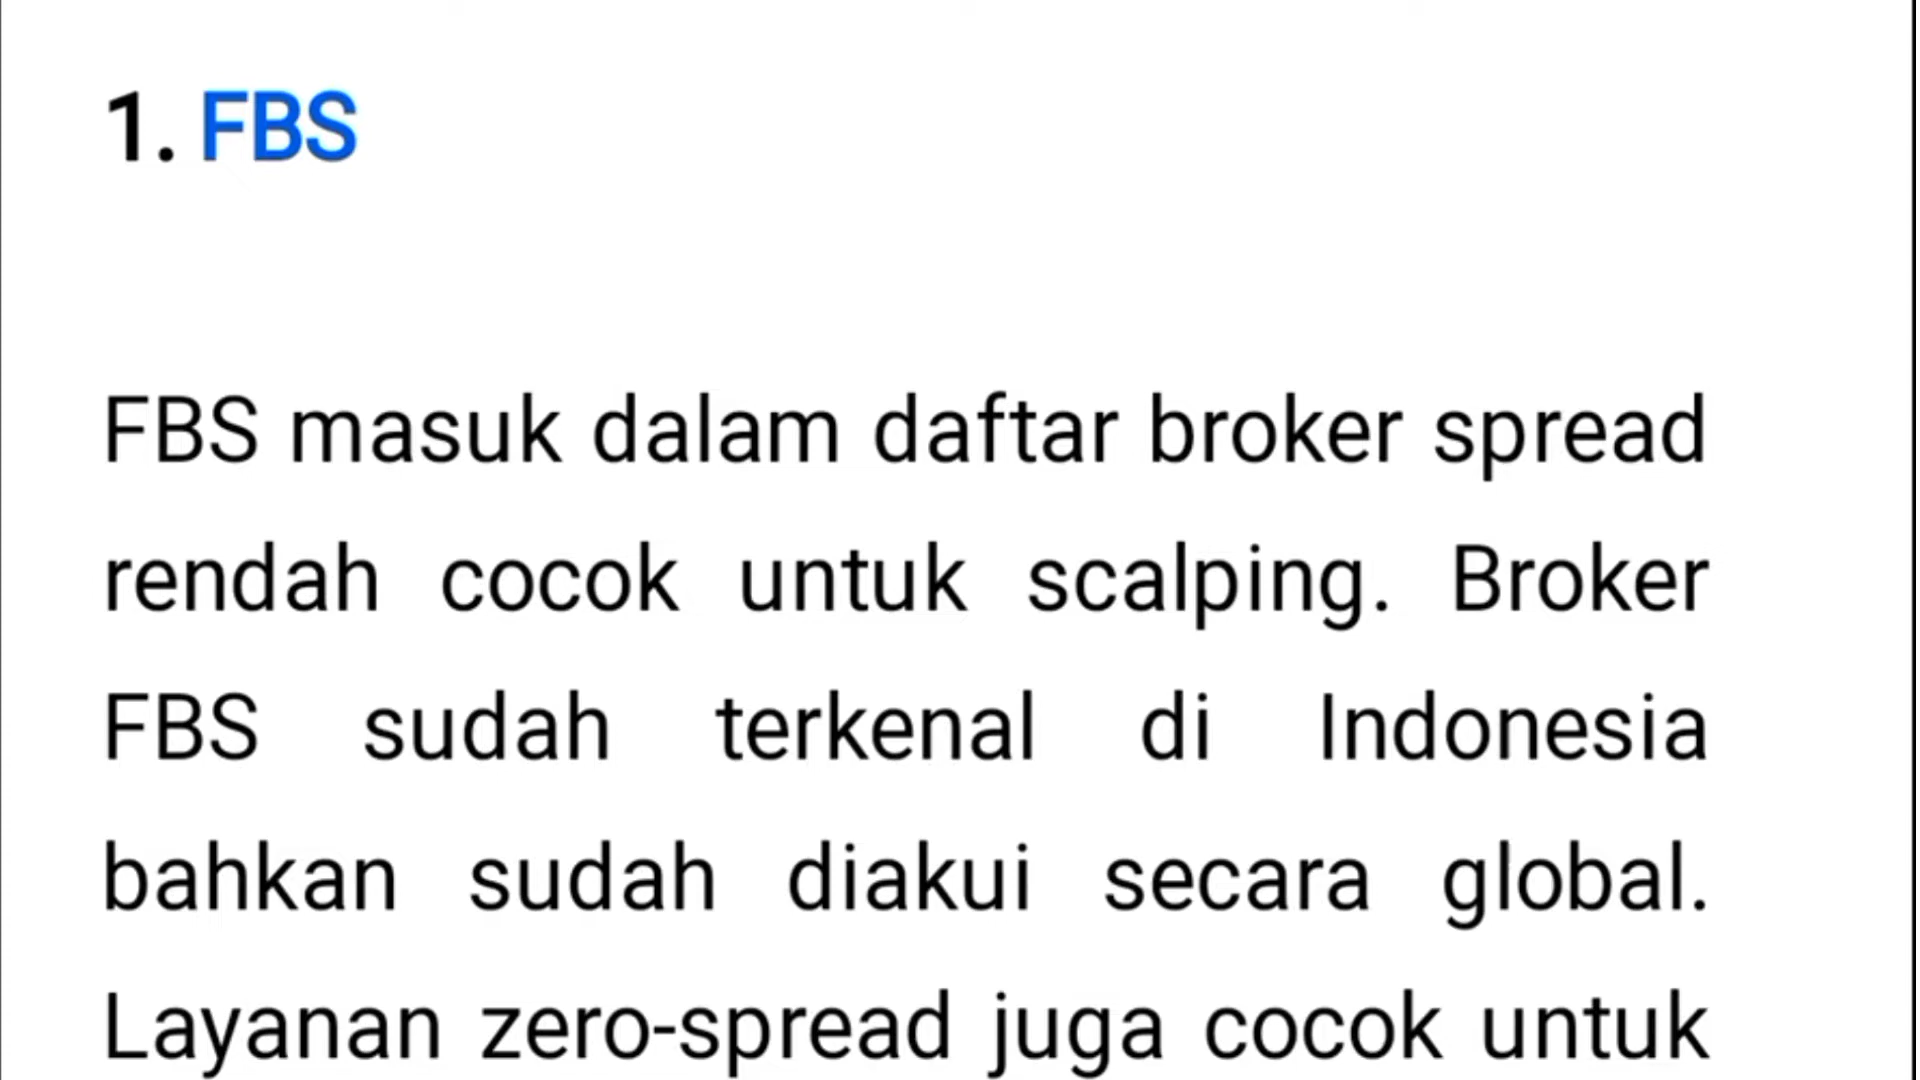 1. FBS
FBS masuk dalam daftar broker spread
rendah cocok untuk scalping. Broker
FBS sudah terkenal di Indonesia
bahkan sudah diakui secara global.
Layanan zero-spread juga cocok untuk